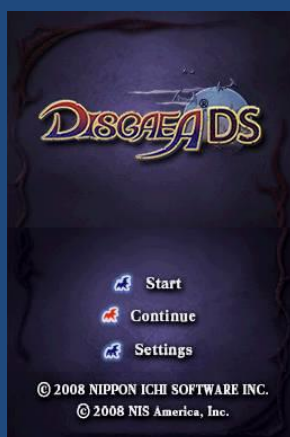 DISGAEA® DS
Start
Continue
Settings
© 2008 NIPPON ICHI SOFTWARE INC.
© 2008 NIS America, Inc.